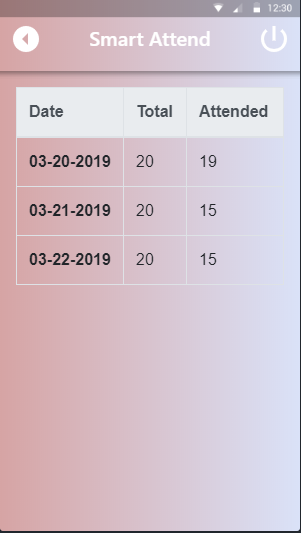 12:30
Smart Attend
Date Total Attended
03-20-2019 20 19
03-21-2019 20 15
03-22-2019 20 15